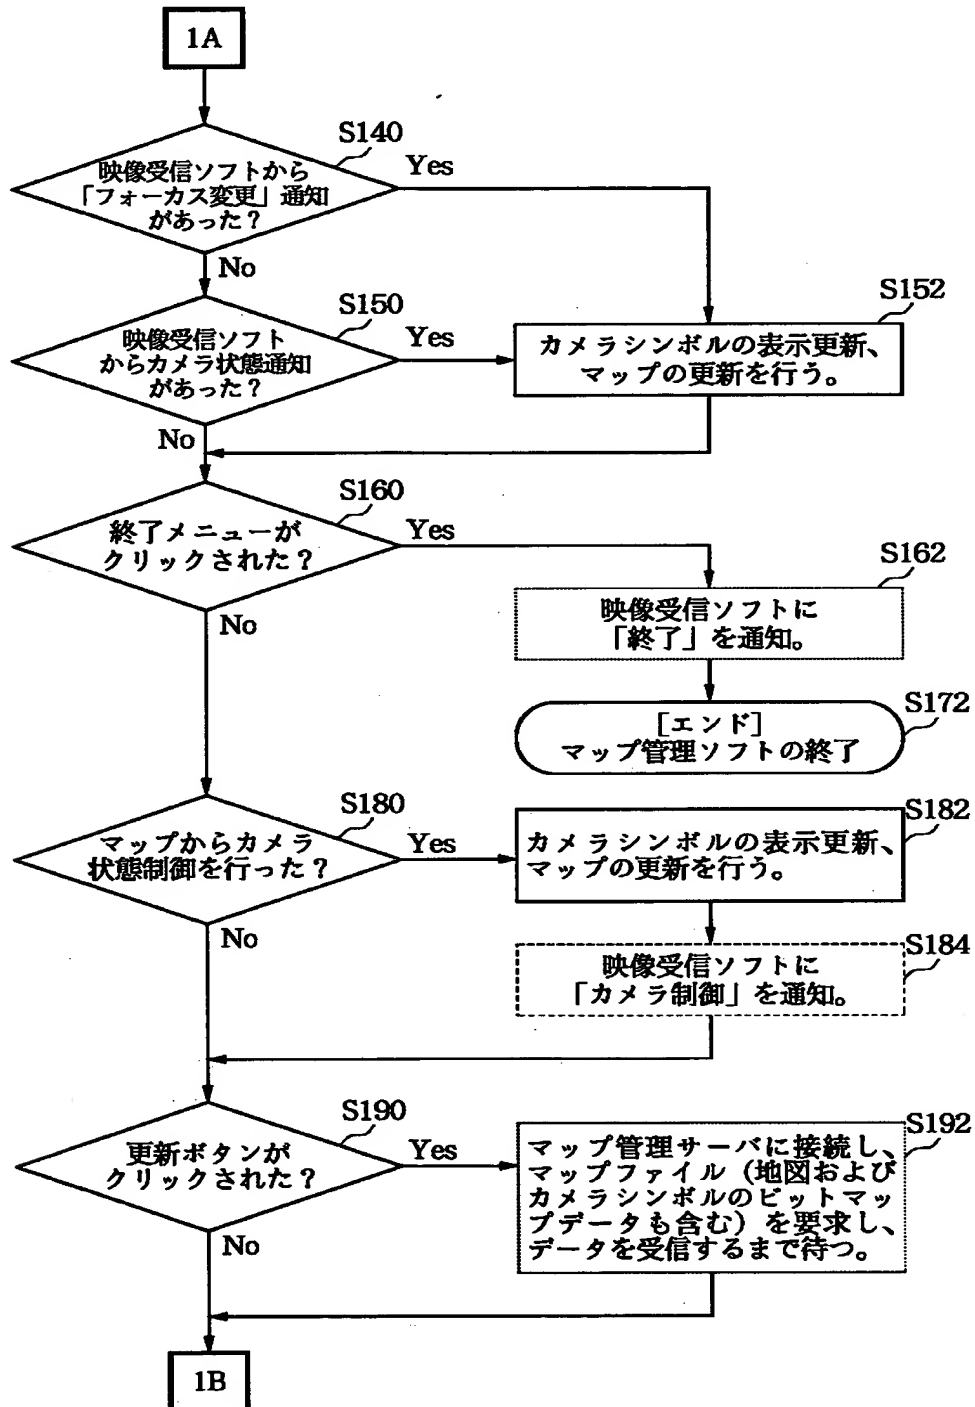 1A
S140
映像受信ソフトから
「フォーカス変更」通知
があった？
Yes
No
S150
映像受信ソフト
からカメラ状態通知
があった？
Yes
No
S152
カメラシンボルの表示更新、
マップの更新を行う。
S160
終了メニューが
クリックされた？
Yes
No
S162
映像受信ソフトに
「終了」を通知。
S172
[エンド]
マップ管理ソフトの終了
S180
マップからカメラ
状態制御を行った？
Yes
No
S182
カメラシンボルの表示更新、
マップの更新を行う。
S184
映像受信ソフトに
「カメラ制御」を通知。
S190
更新ボタンが
クリックされた？
Yes
No
S192
マップ管理サーバに接続し、
マップファイル（地図および
カメラシンボルのビットマッ
プデータも含む）を要求し、
データを受信するまで待つ。
1B